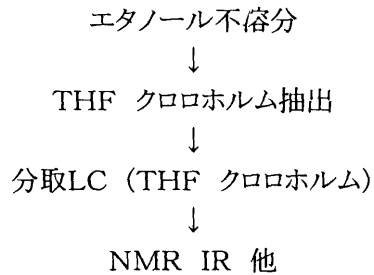 エタノール不溶分
↓
THF クロロホルム抽出
↓
分取LC (THF クロロホルム)
↓
NMR IR 他